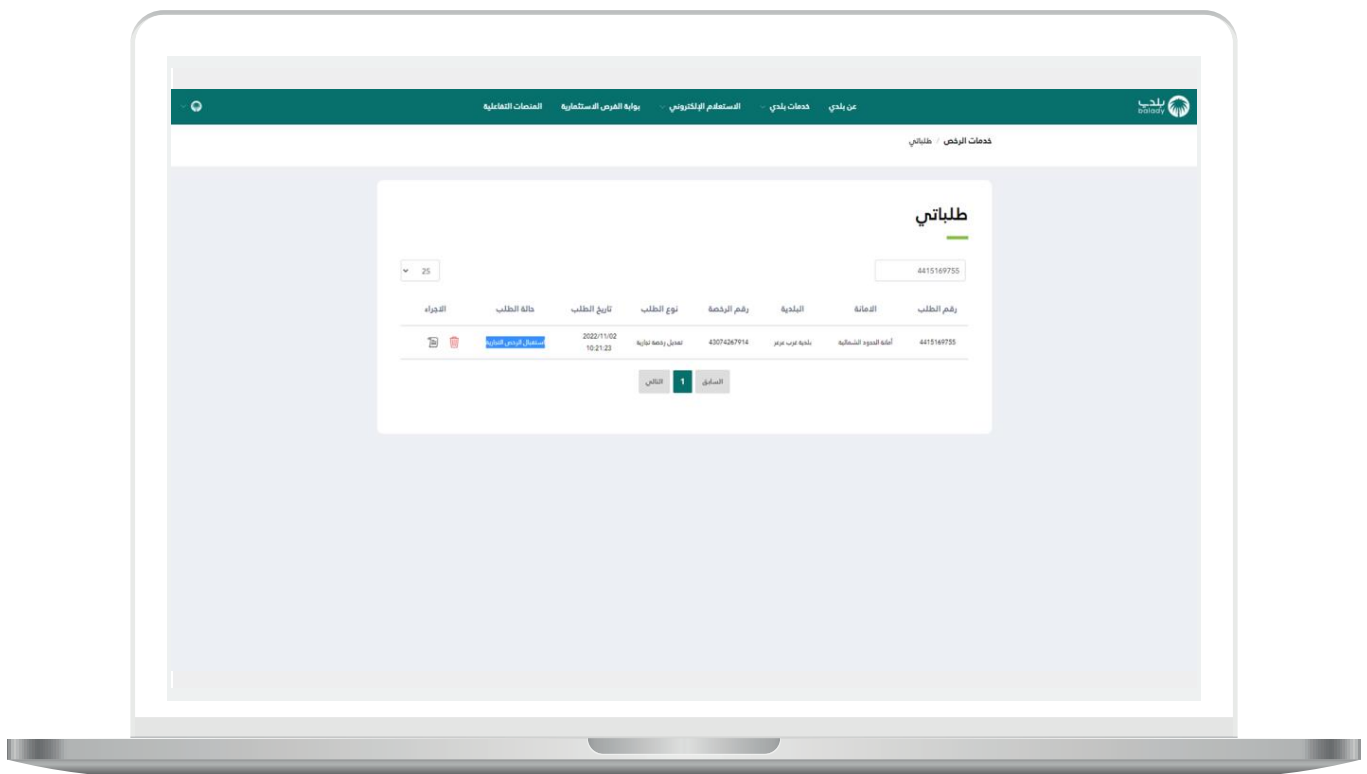 بلدي
balady
عن بلدي
خدمات بلدي
الاستعلام الإلكتروني
بوابة الفرص الاستثمارية
المنصات التفاعلية
خدمات الرخص / طلباتي
طلباتي
4415169755
25
رقم الطلب الامانة البلدية رقم الرخصة نوع الطلب تاريخ الطلب حالة الطلب الاجراء
4415169755 أمانة الحدود الشمالية بلدية غرب عرعر 43074267914 تعديل رخصة تجارية 2022/11/02 استقبال الرخص التجارية
10:21:23
السابق 1 التالي